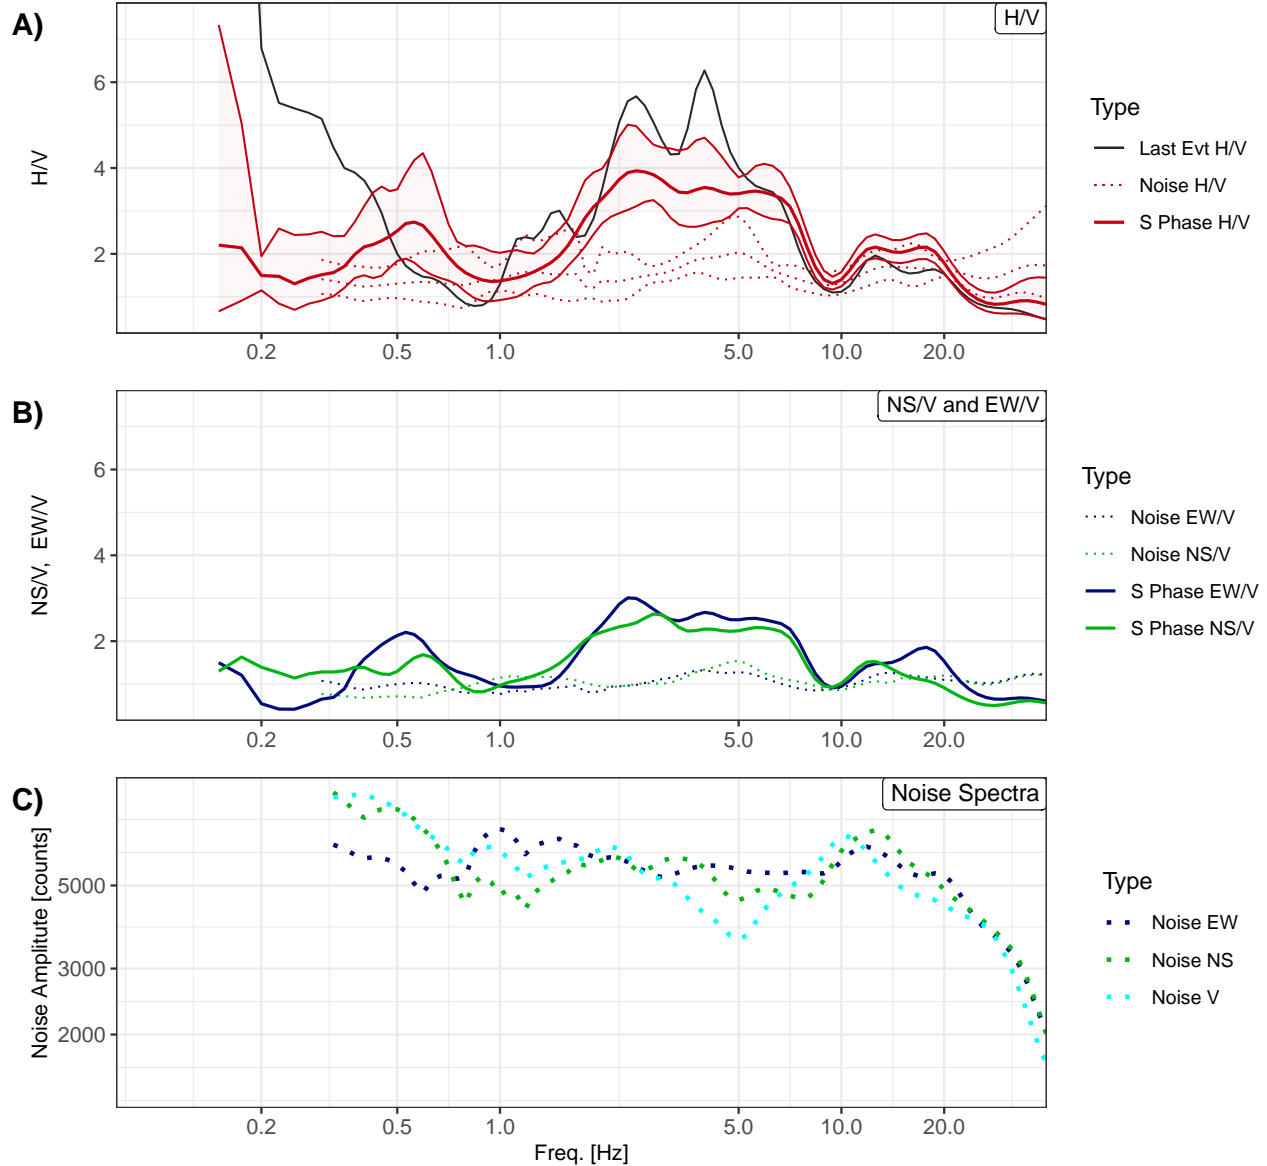 A)
H/V
6
4
2
H/V
0.2 0.5 1.0 5.0 10.0 20.0
Type
Last Evt H/V
Noise H/V
S Phase H/V
B)
NS/V and EW/V
6
4
2
NS/V, EW/V
0.2 0.5 1.0 5.0 10.0 20.0
Type
Noise EW/V
Noise NS/V
S Phase EW/V
S Phase NS/V
C)
Noise Spectra
5000
3000
2000
Noise Amplitute [counts]
0.2 0.5 1.0 5.0 10.0 20.0
Freq. [Hz]
Type
Noise EW
Noise NS
Noise V